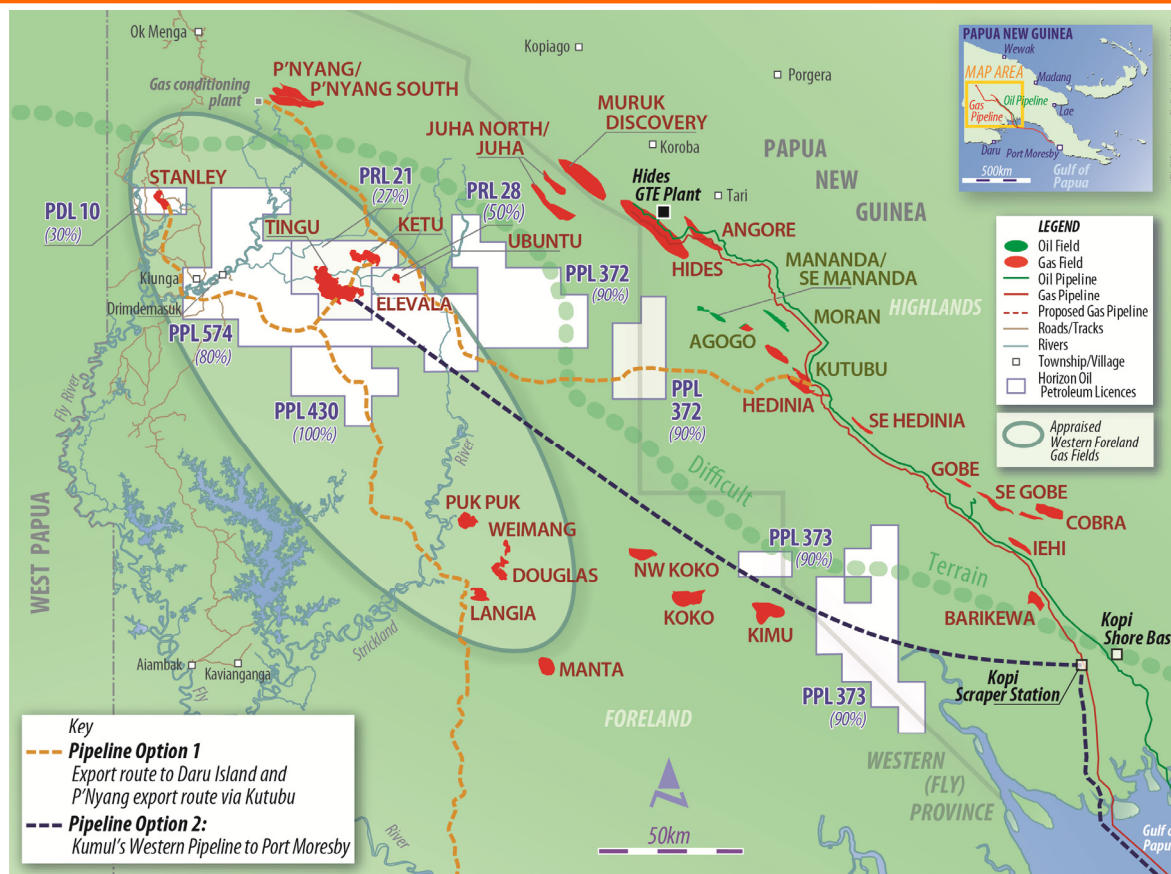 Ok Menga
Kopiago
Porgera
P'NYANG/
P'NYANG SOUTH
Gas conditioning
plant
MURUK
DISCOVERY
JUHA NORTH/
JUHA
Koroba
Hides
GTE Plant
Tari
PAPUA
NEW
GUINEA
STANLEY
PDL 10
(30%)
PRL 21
(27%)
PRL 28
(50%)
TINGU
KETU
UBUNTU
ANGORE
HIDES
MANANDA/
SE MANANDA
HIGHLANDS
Kiunga
Drimdemasuk
ELEVALA
PPL 372
(90%)
MORAN
AGOGO
PPL 574
(80%)
KUTUBU
HEDINIA
PPL 430
(100%)
PPL
372
(90%)
SE HEDINIA
Fly River
River
Difficult
GOBE
SE GOBE
COBRA
PUK PUK
WEIMANG
DOUGLAS
LANGIA
PPL 373
(90%)
IEHI
NW KOKO
Terrain
WEST PAPUA
KOKO
KIMU
BARIKEWA
Kopi
Shore Bas
Strickland
Aiambak
Kavianganga
Fly
MANTA
Kopi
Scraper Station
PPL 373
(90%)
FORELAND
WESTERN
(FLY)
PROVINCE
River
50km
Gulf of
Papu
PAPUA NEW GUINEA
Wewak
MAP AREA
Madang
Oil Pipeline
Lae
Gas
Pipeline
Daru
Port Moresby
Gulf of
Papua
500km
LEGEND
Oil Field
Gas Field
Oil Pipeline
Gas Pipeline
Proposed Gas Pipeline
Roads/Tracks
Rivers
Township/Village
Horizon Oil
Petroleum Licences
Appraised
Western Foreland
Gas Fields
Key
Pipeline Option 1
Export route to Daru Island and
P'Nyang export route via Kutubu
Pipeline Option 2:
Kumul's Western Pipeline to Port Moresby